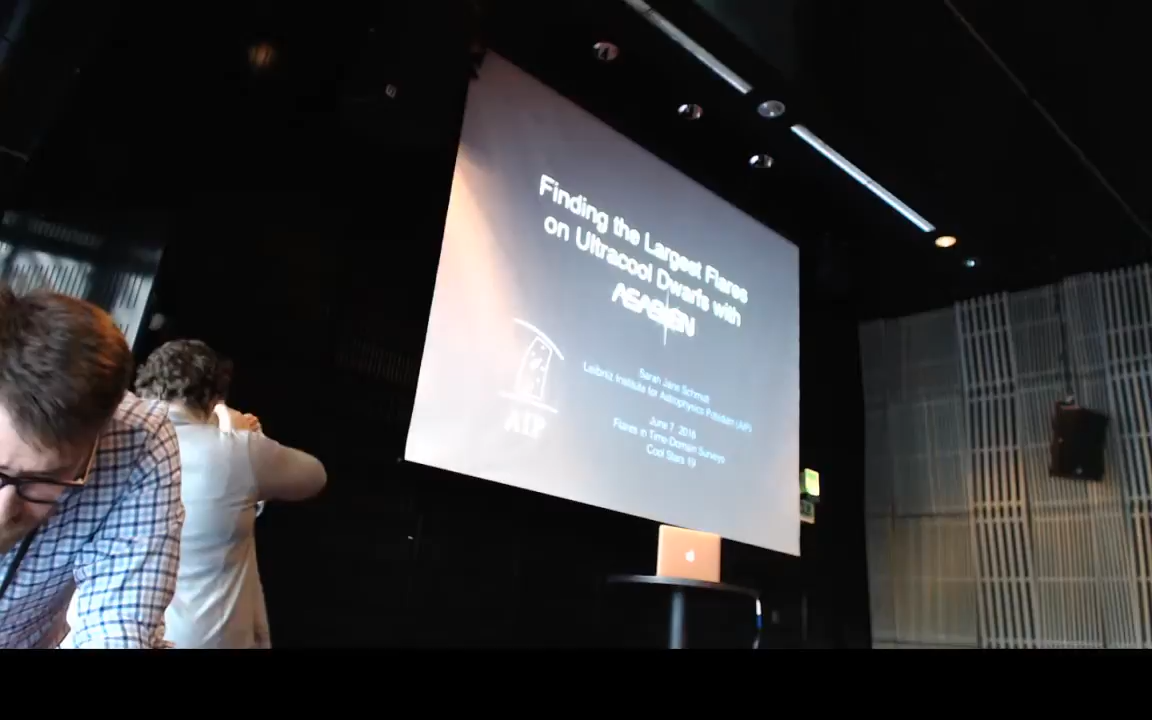 Finding the Largest Flares
on Ultracool Dwarfs with
ASASSN
Sarah Jane Schmidt
Leibniz Institute for Astrophysics Potsdam (AIP)
June 7, 2016
Flares in Time-Domain Surveys
Cool Stars 19
AIP